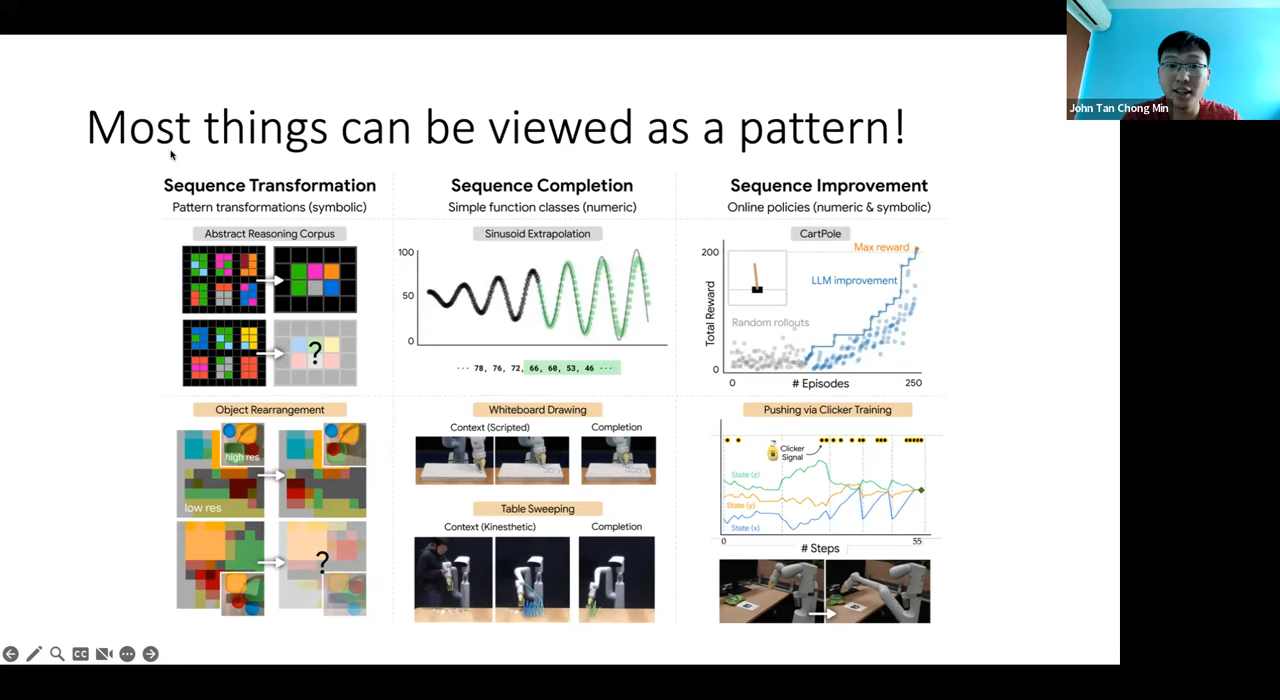 John Tan Chong Min
Most things can be viewed as a pattern!
Sequence Transformation
Pattern transformations (symbolic)
Abstract Reasoning Corpus
?
Object Rearrangement
high res
low res
?
Sequence Completion
Simple function classes (numeric)
Sinusoid Extrapolation
100
50
0
··· 78, 76, 72, 66, 60, 53, 46 ···
Whiteboard Drawing
Context (Scripted) Completion
Table Sweeping
Context (Kinesthetic) Completion
Sequence Improvement
Online policies (numeric & symbolic)
CartPole
Max reward
200
LLM improvement
Total Reward
Random rollouts
0
0 # Episodes 250
Pushing via Clicker Training
Clicker
Signal
State (z)
State (y)
State (x)
0 55
# Steps
CC